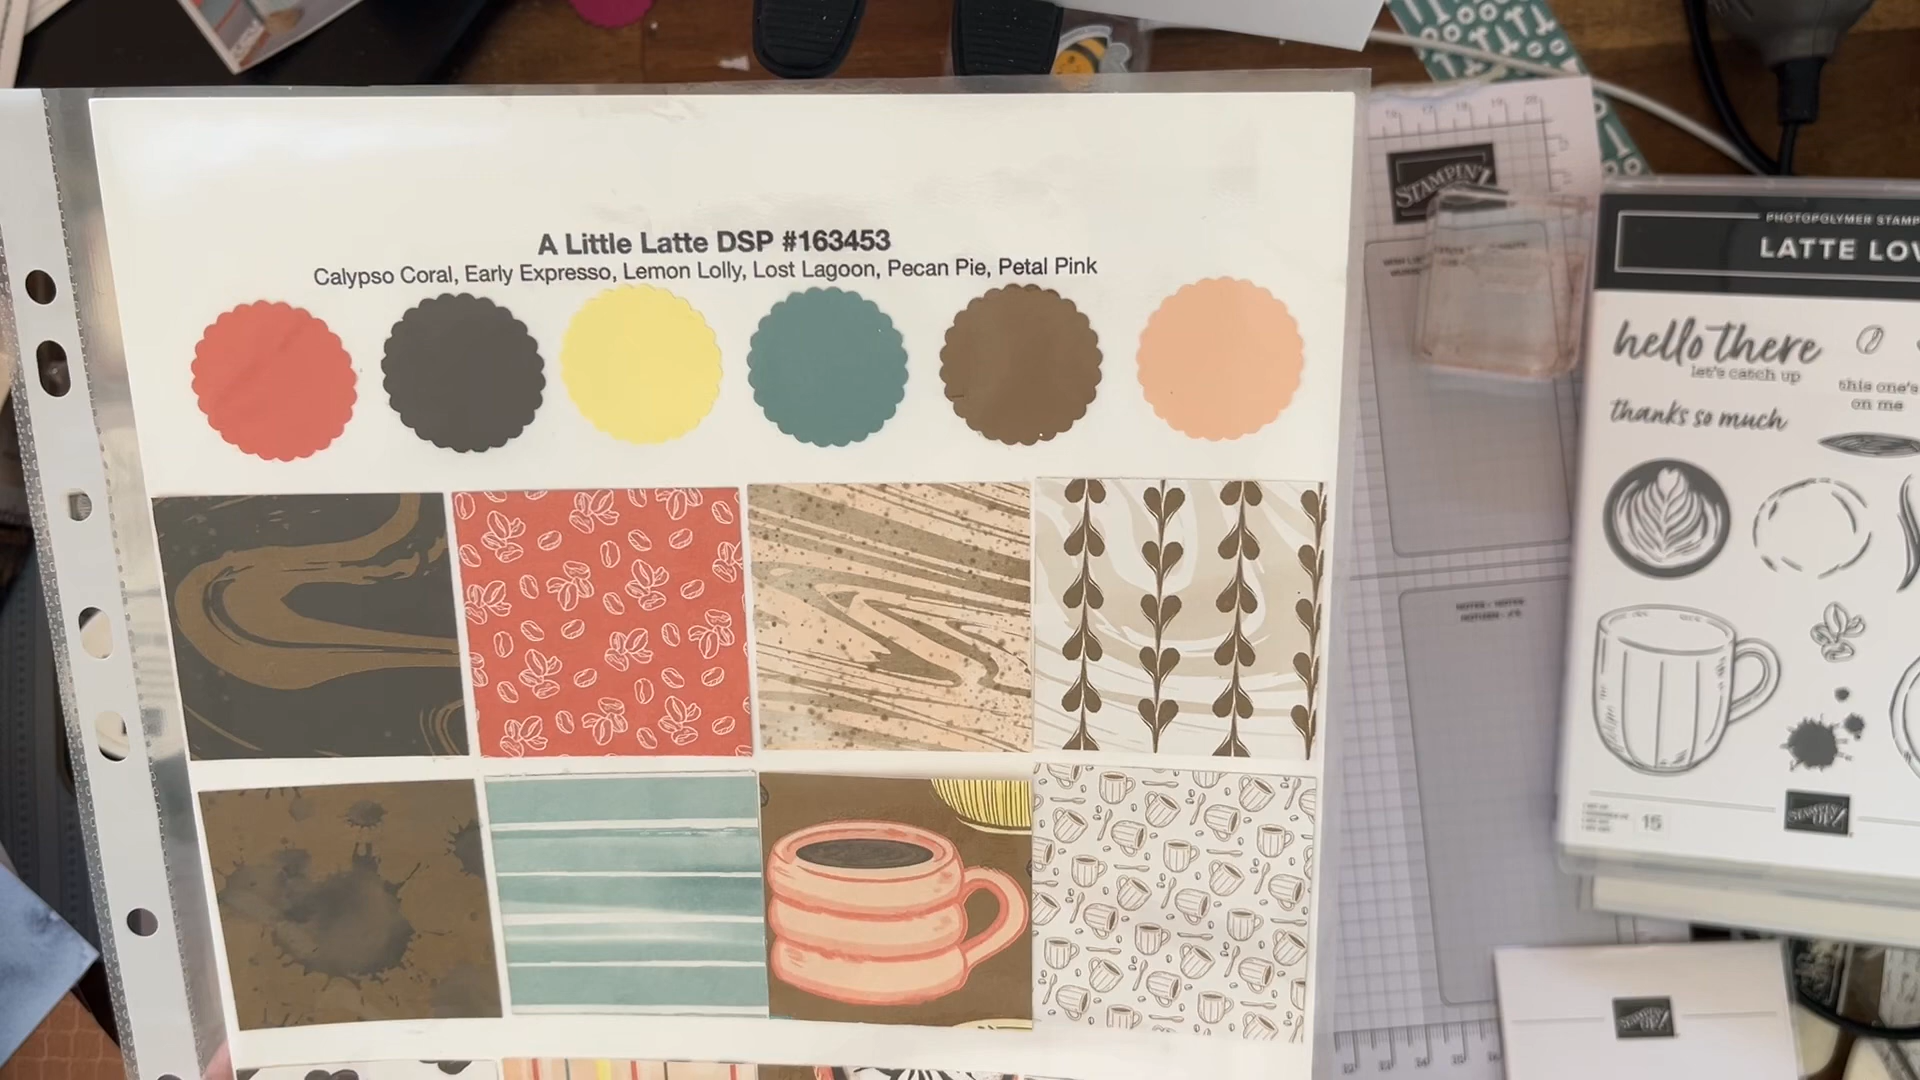 A Little Latte DSP #163453
Calypso Coral, Early Expresso, Lemon Lolly, Lost Lagoon, Pecan Pie, Petal Pink
STAMPIN'
PHOTOPOLYMER STAMP
LATTE LOV
hello there
let's catch up
this one's
on me
thanks so much
15